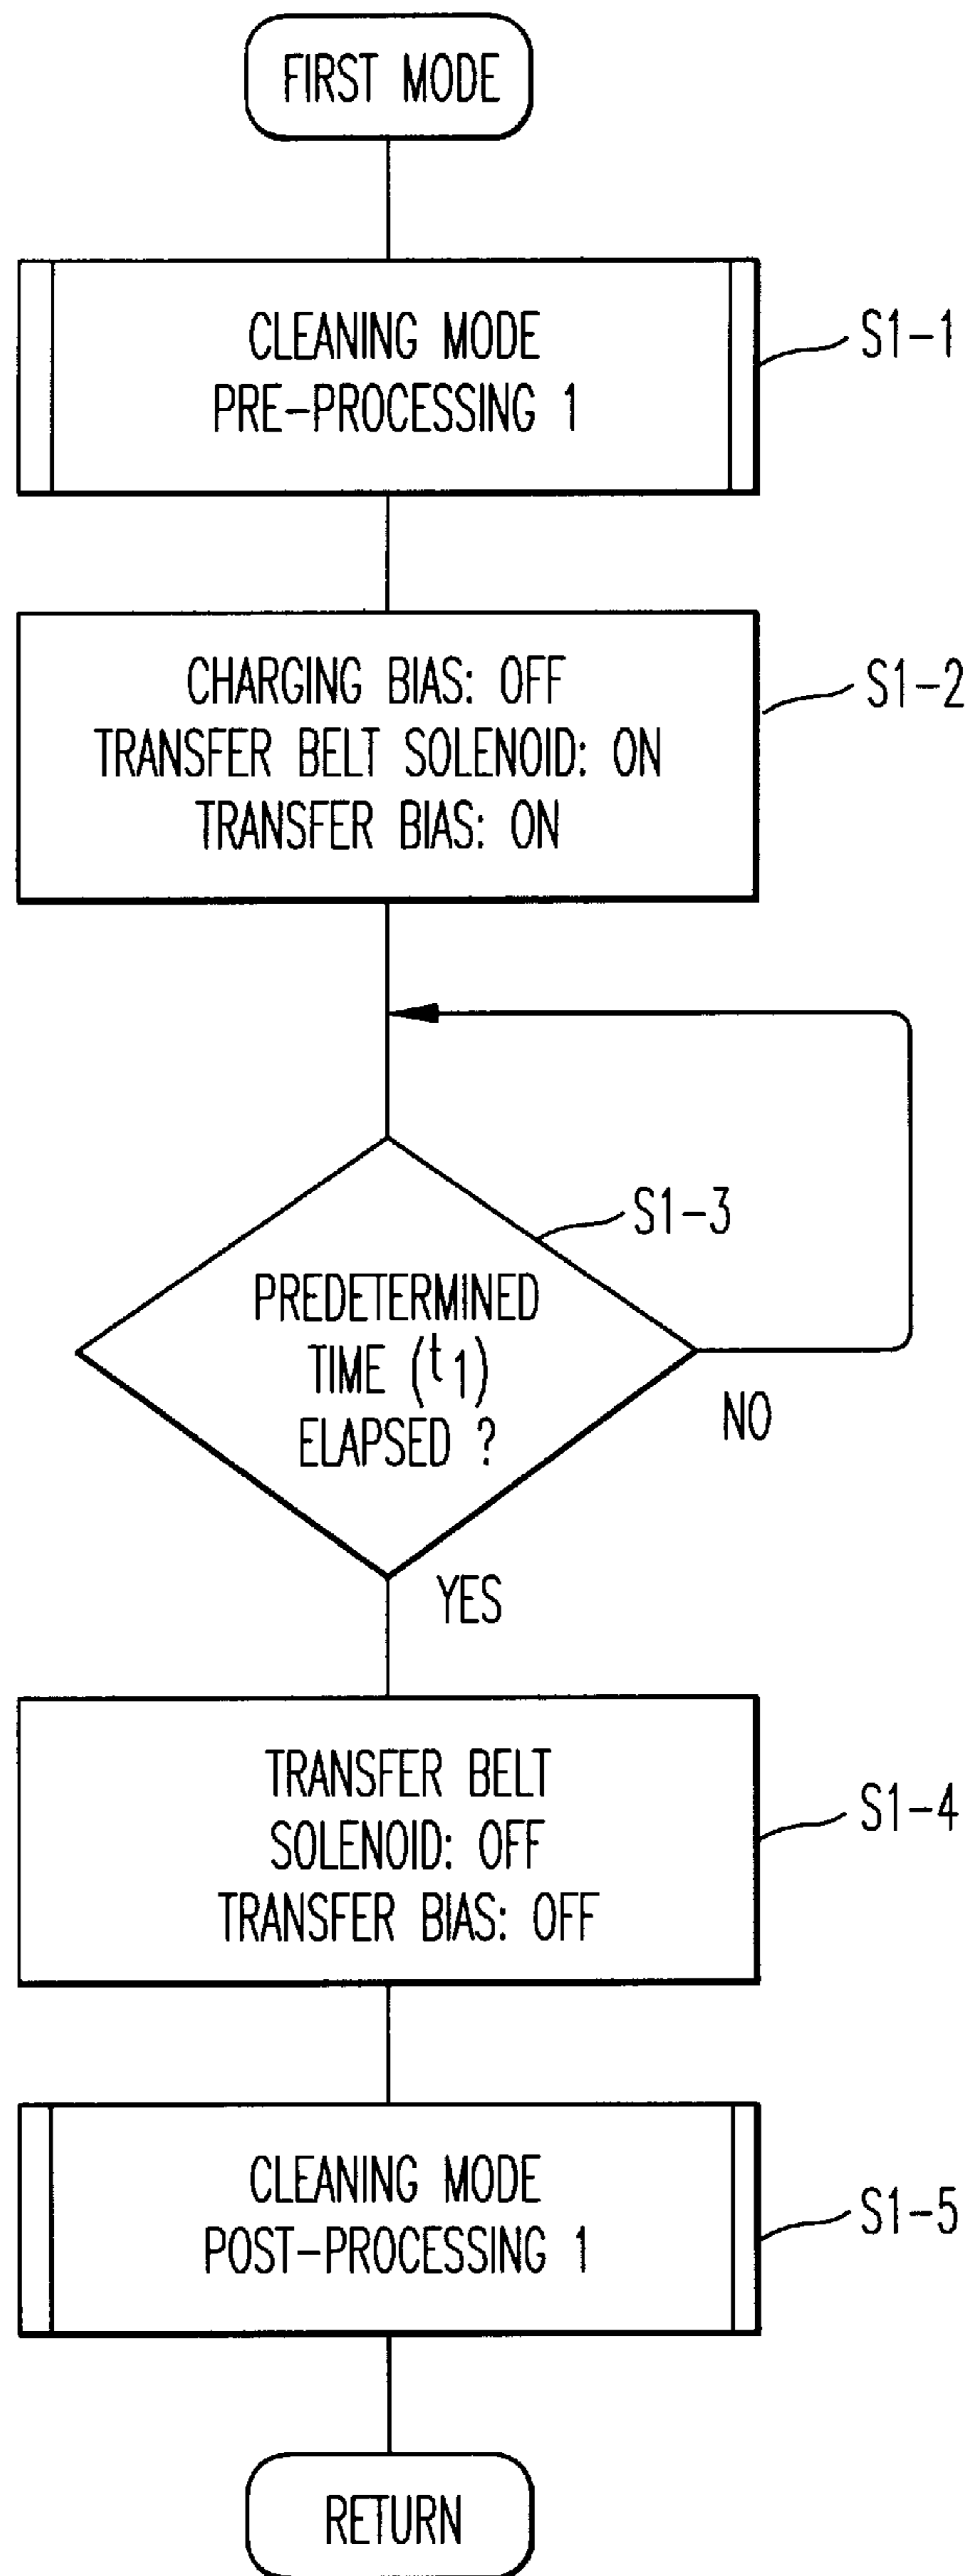 FIRST MODE
CLEANING MODE
PRE-PROCESSING 1
S1-1
CHARGING BIAS: OFF
TRANSFER BELT SOLENOID: ON
TRANSFER BIAS: ON
S1-2
S1-3
PREDETERMINED
TIME (t1)
ELAPSED ?
NO
YES
TRANSFER BELT
SOLENOID: OFF
TRANSFER BIAS: OFF
S1-4
CLEANING MODE
POST-PROCESSING 1
S1-5
RETURN